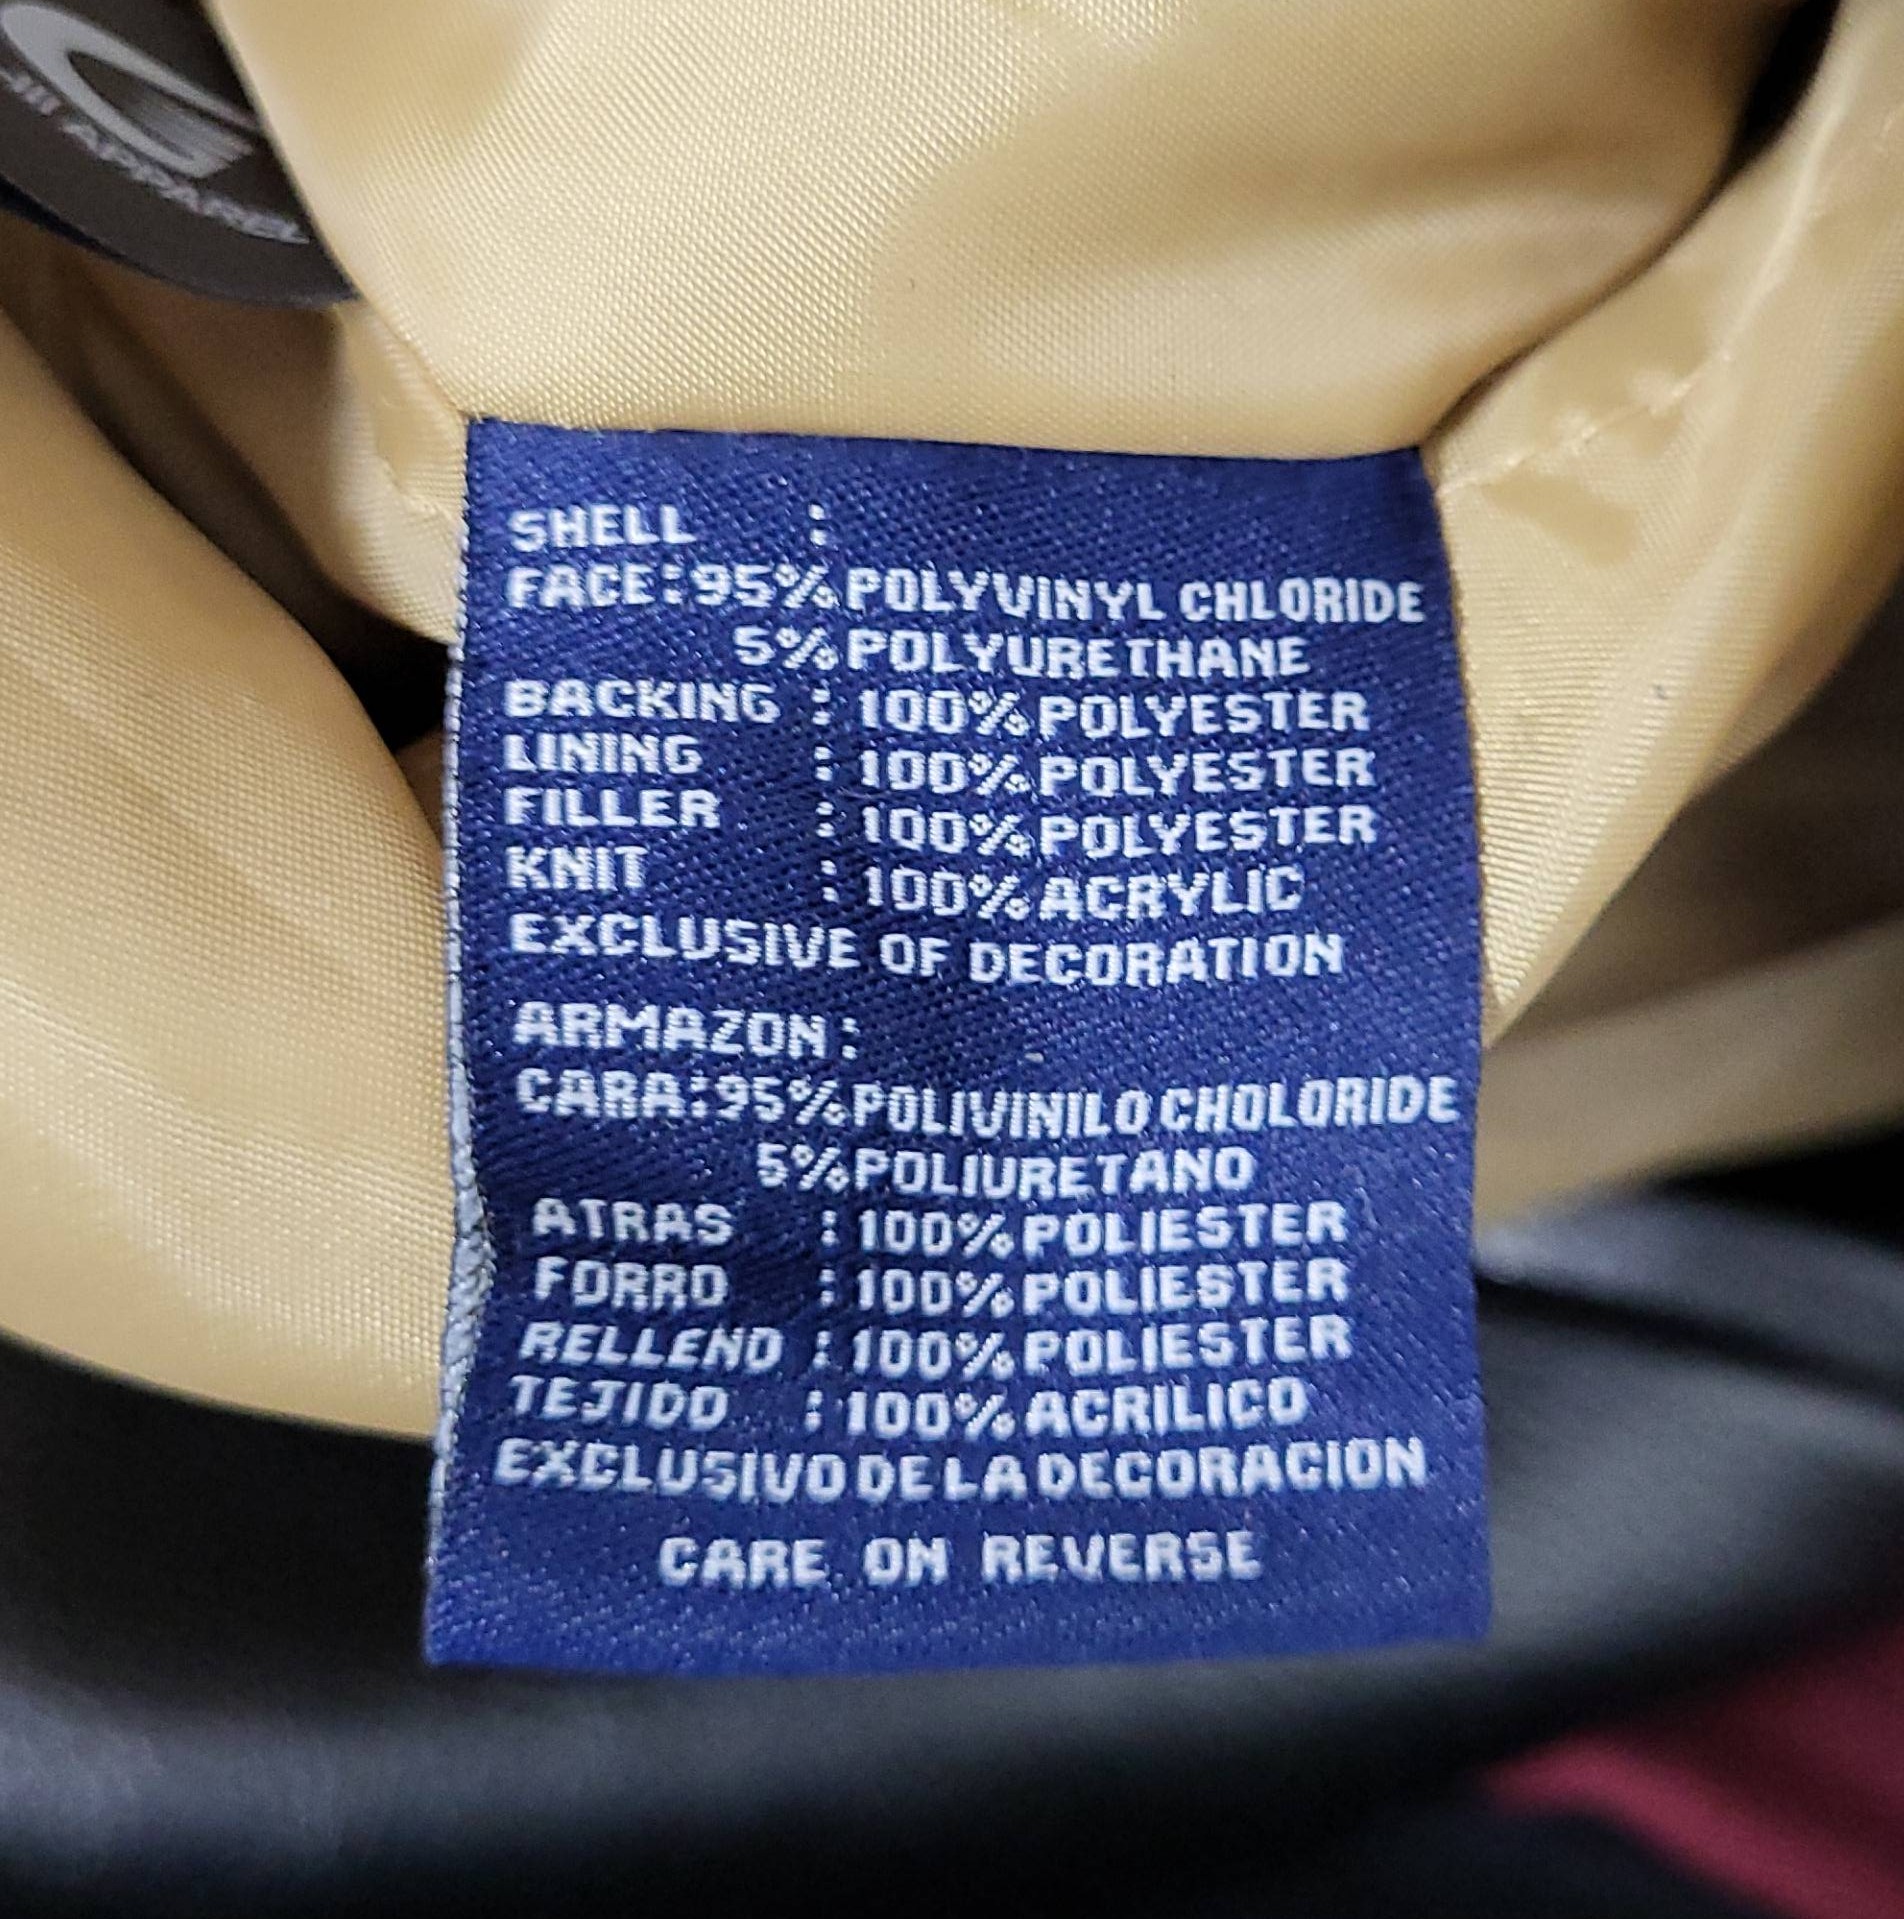 APPAREL
SHELL :
FACE:95% POLYVINYL CHLORIDE
5% POLYURETHANE
BACKING : 100% POLYESTER
LINING : 100% POLYESTER
FILLER : 100% POLYESTER
KNIT : 100% ACRYLIC
EXCLUSIVE OF DECORATION
ARMAZON:
CARA:95% POLIVINILO CHOLORIDE
5% POLIURETANO
ATRAS : 100% POLIESTER
FORRO : 100% POLIESTER
RELLENO : 100% POLIESTER
TEJIDO : 100% ACRILICO
EXCLUSIVO DE LA DECORACION
CARE ON REVERSE